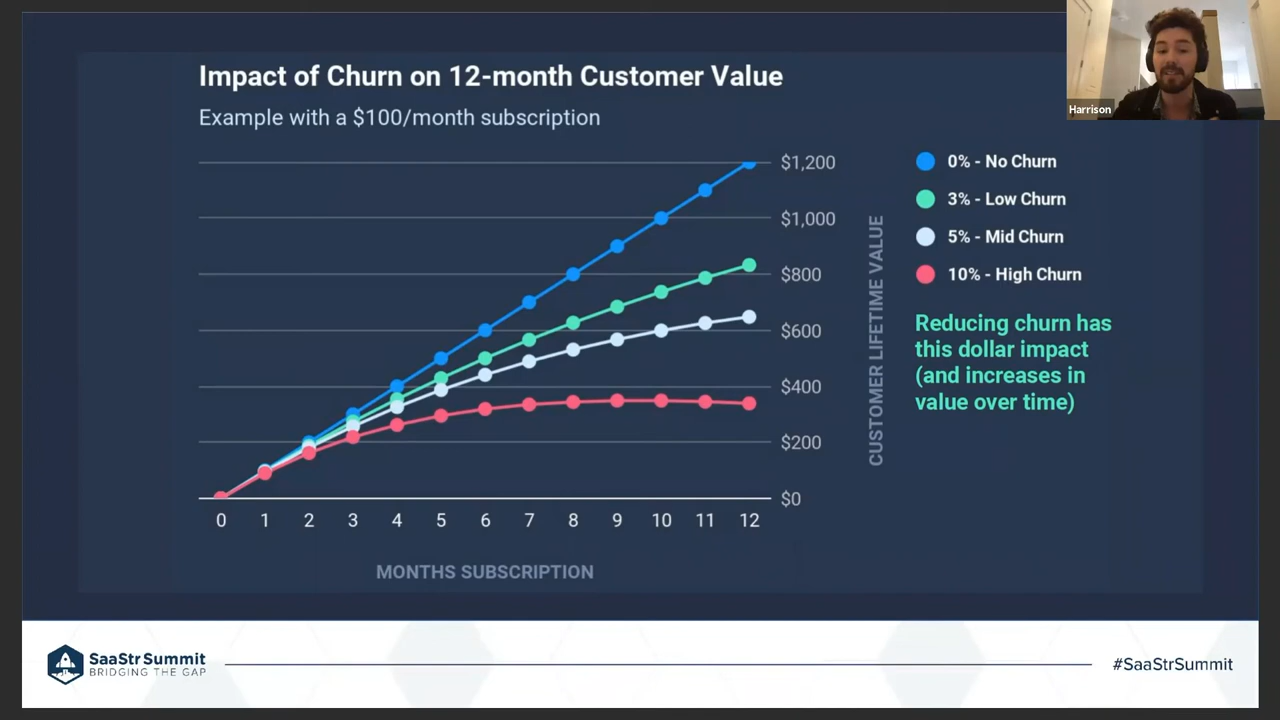 Impact of Churn on 12-month Customer Value
Example with a $100/month subscription
Harrison
$1,200
$1,000
$800
$600
$400
$200
$0
CUSTOMER LIFETIME VALUE
0% - No Churn
3% - Low Churn
5% - Mid Churn
10% - High Churn
Reducing churn has
this dollar impact
(and increases in
value over time)
0 1 2 3 4 5 6 7 8 9 10 11 12
MONTHS SUBSCRIPTION
SaaStr Summit
BRIDGING THE GAP
#SaaStrSummit